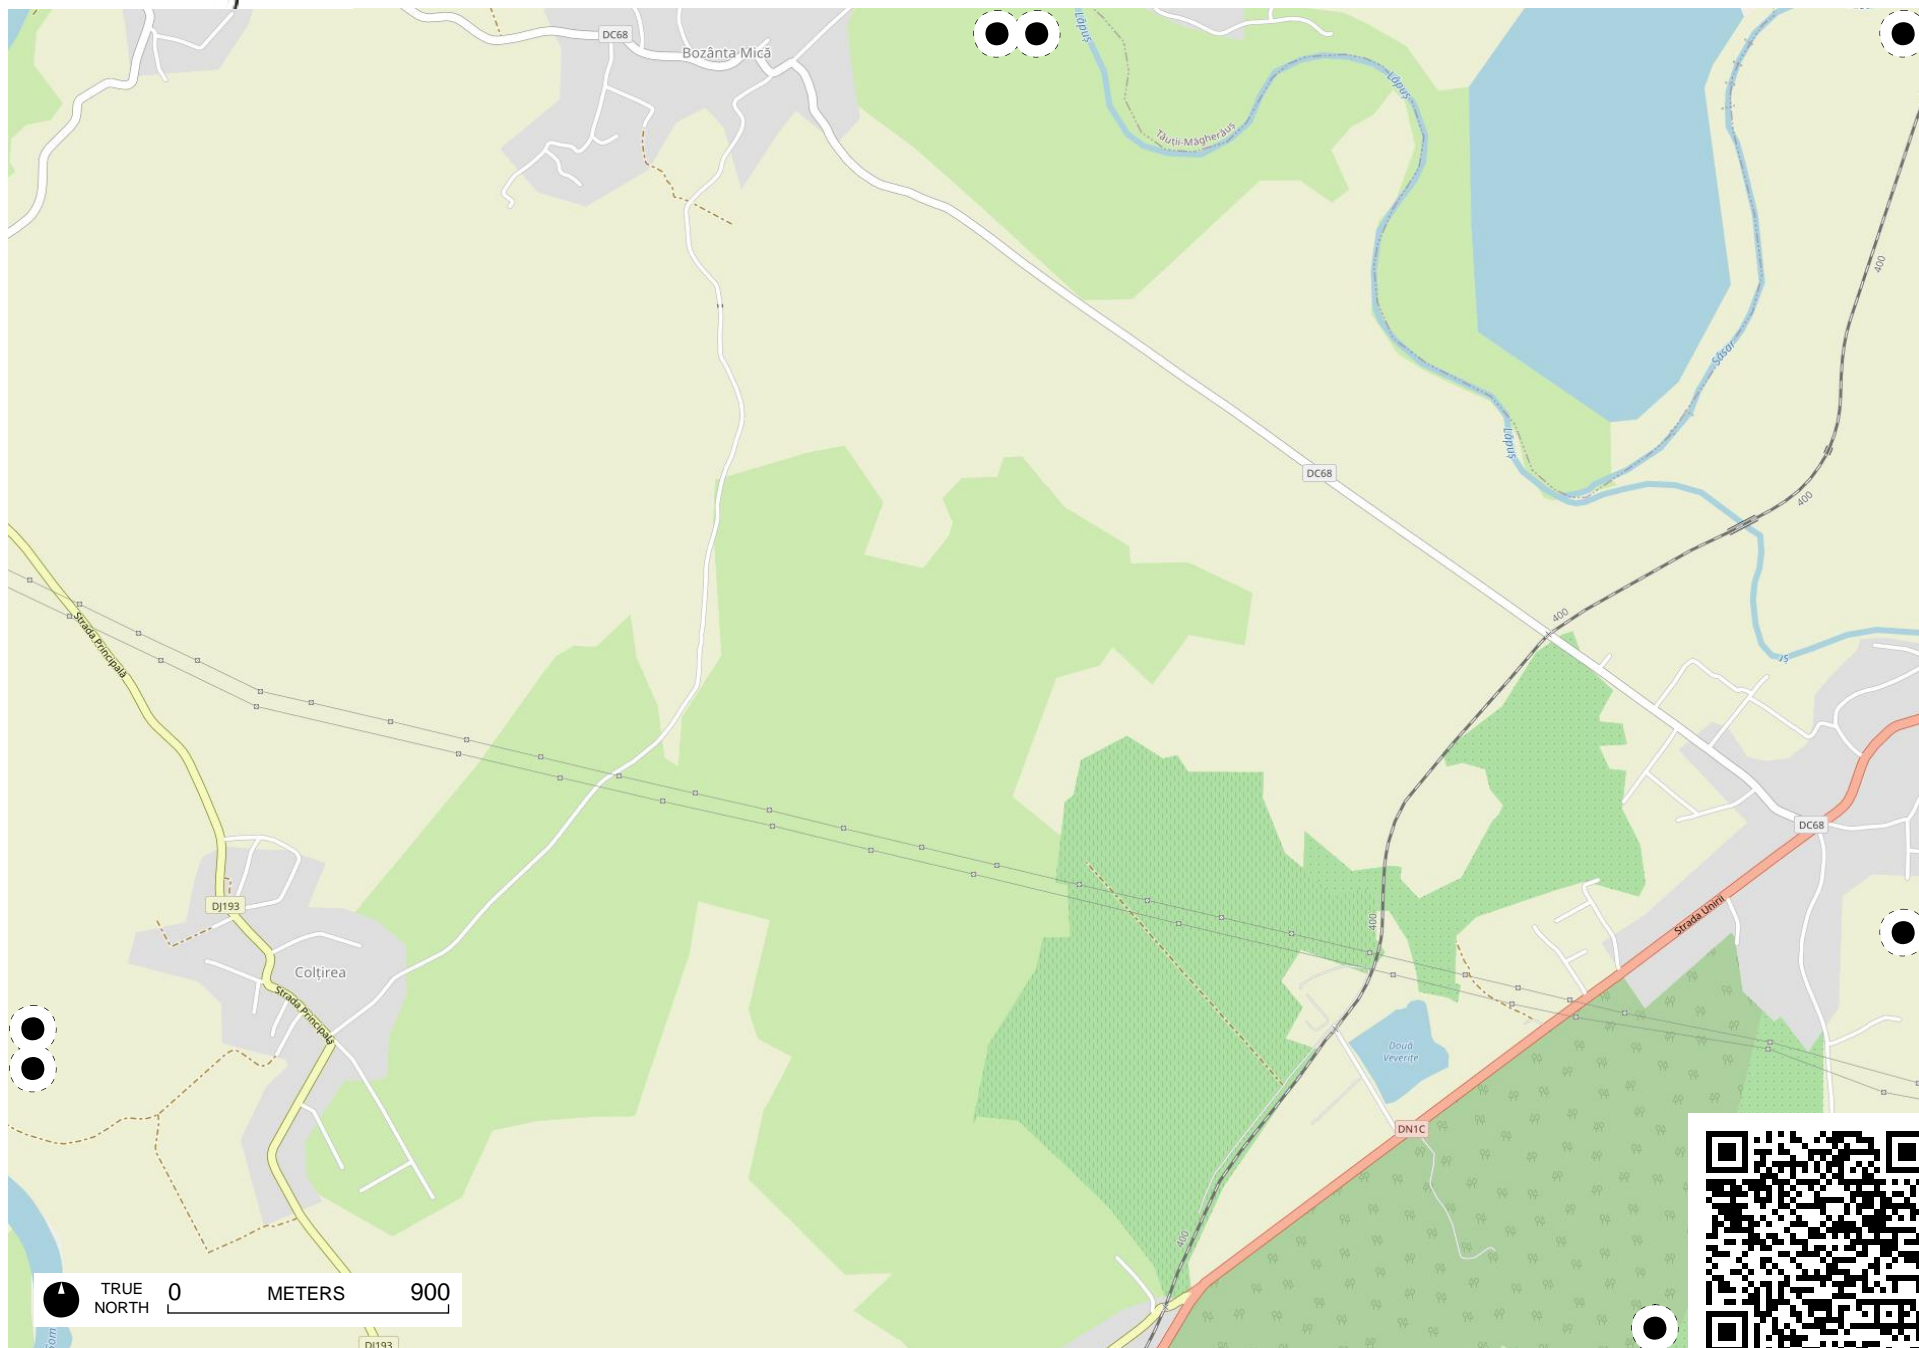 DC68
Bozânta Mică
Lăpuș
Lăpuș
Tăuții-Măgherăuș
400
Săsar
Lăpuș
DC68
400
400
Strada Principală
DC68
DJ193
400
Strada Unirii
Colțirea
Strada Principală
Două
Veverițe
DN1C
400
TRUE
NORTH
0 METERS 900
DJ193